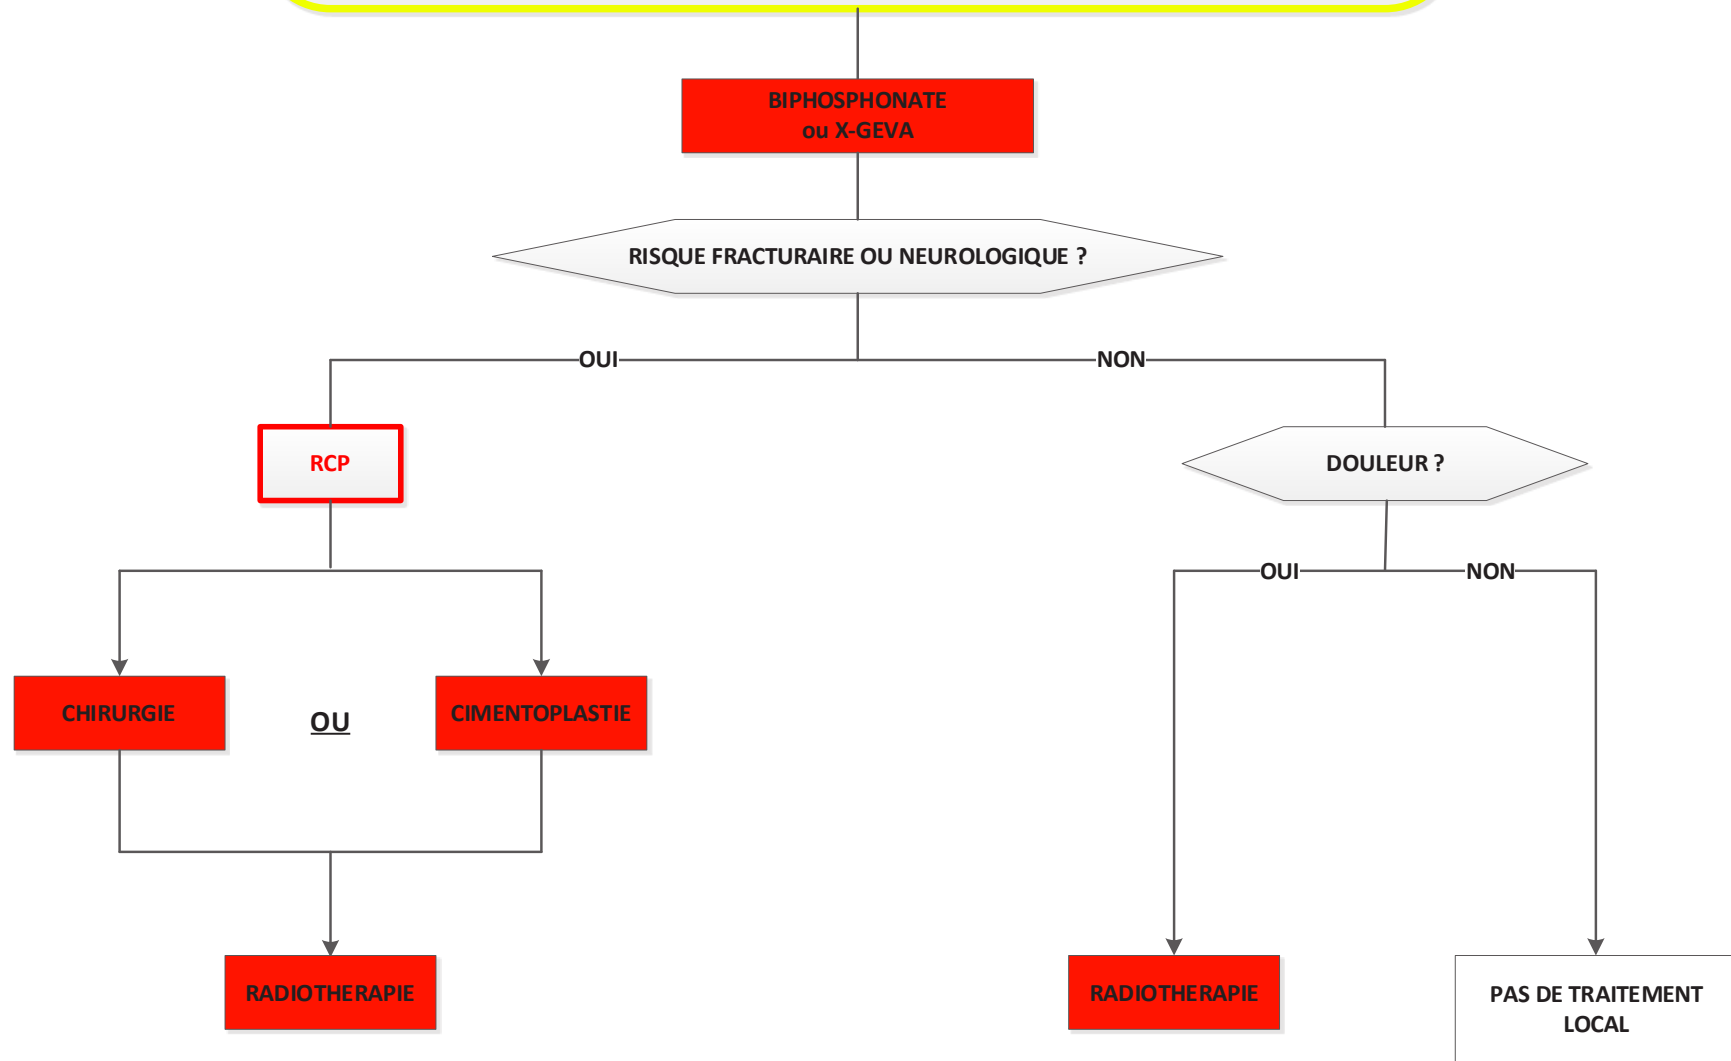 BIPHOSPHONATE
ou X-GEVA
RISQUE FRACTURAIRE OU NEUROLOGIQUE ?
OUI
NON
RCP
DOULEUR ?
OUI
NON
CHIRURGIE
OU
CIMENTOPLASTIE
RADIOTHERAPIE
RADIOTHERAPIE
PAS DE TRAITEMENT
LOCAL